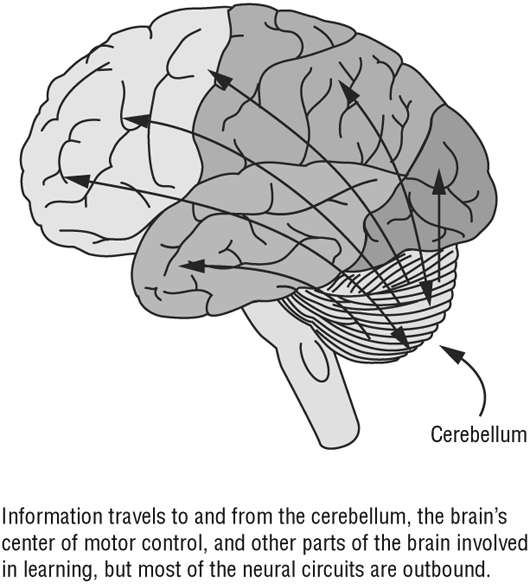 Cerebellum
Information travels to and from the cerebellum, the brain's
center of motor control, and other parts of the brain involved
in learning, but most of the neural circuits are outbound.